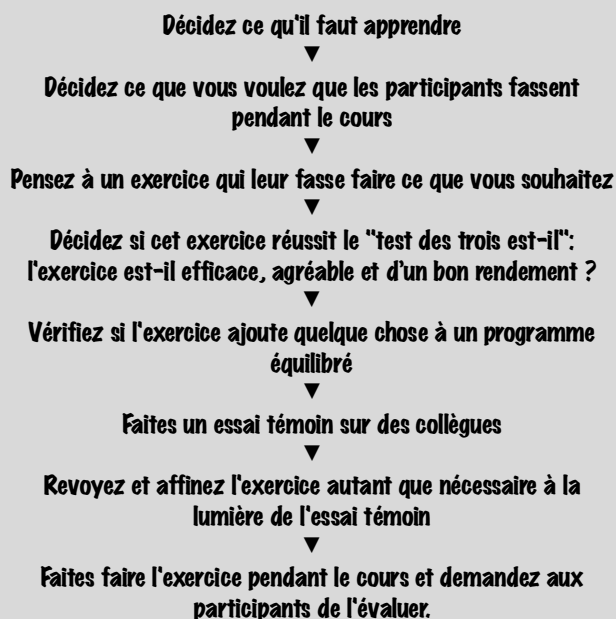 Décidez ce qu'il faut apprendre
▼
Décidez ce que vous voulez que les participants fassent
pendant le cours
▼
Pensez à un exercice qui leur fasse faire ce que vous souhaitez
▼
Décidez si cet exercice réussit le "test des trois est-il":
l'exercice est-il efficace, agréable et d'un bon rendement ?
▼
Vérifiez si l'exercice ajoute quelque chose à un programme
équilibré
▼
Faites un essai témoin sur des collègues
▼
Revoyez et affinez l'exercice autant que nécessaire à la
lumière de l'essai témoin
▼
Faites faire l'exercice pendant le cours et demandez aux
participants de l'évaluer.